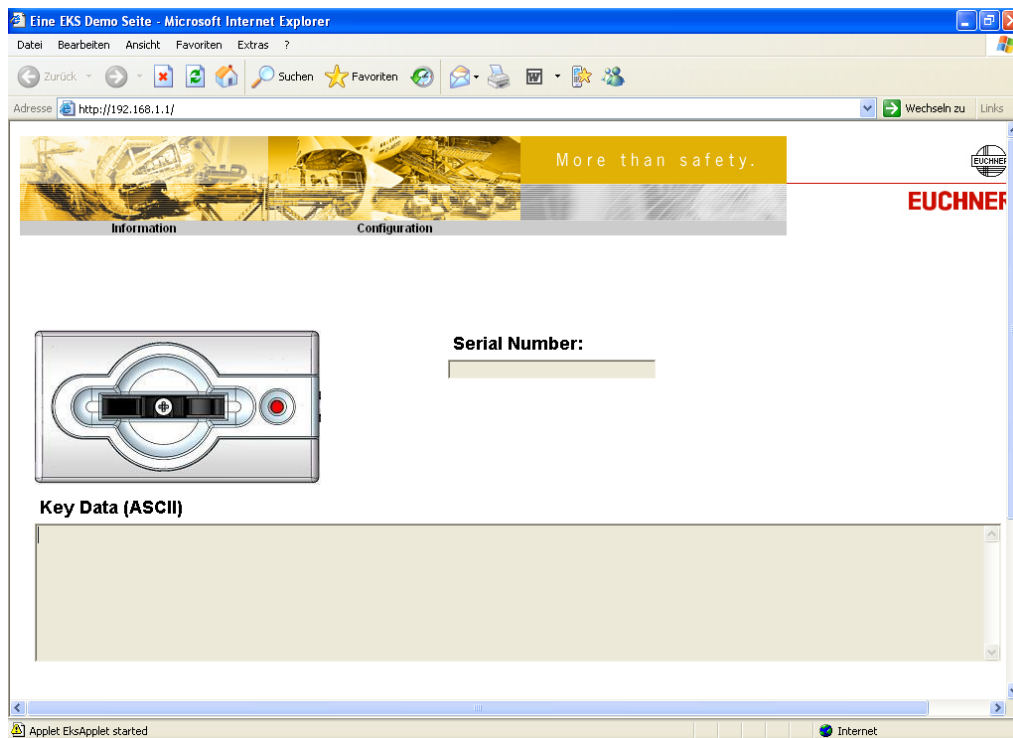 Eine EKS Demo Seite - Microsoft Internet Explorer
Datei Bearbeiten Ansicht Favoriten Extras ?
Zurück Suchen Favoriten
Adresse http://192.168.1.1/ Wechseln zu Links
More than safety.
EUCHNER
EUCHNER
Information Configuration
Serial Number:
Key Data (ASCII)
Applet EksApplet started Internet